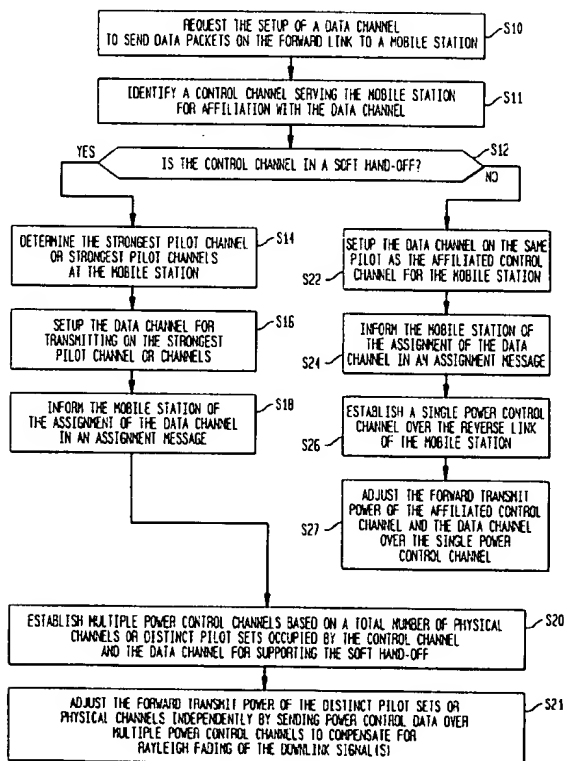 REQUEST THE SETUP OF A DATA CHANNEL
TO SEND DATA PACKETS ON THE FORWARD LINK TO A MOBILE STATION
S10
IDENTIFY A CONTROL CHANNEL SERVING THE MOBILE STATION
FOR AFFILIATION WITH THE DATA CHANNEL
S11
YES
IS THE CONTROL CHANNEL IN A SOFT HAND-OFF?
S12
NO
DETERMINE THE STRONGEST PILOT CHANNEL
OR STRONGEST PILOT CHANNELS
AT THE MOBILE STATION
S14
SETUP THE DATA CHANNEL FOR
TRANSMITTING ON THE STRONGEST
PILOT CHANNEL OR CHANNELS
S16
INFORM THE MOBILE STATION OF
THE ASSIGNMENT OF THE DATA CHANNEL
IN AN ASSIGNMENT MESSAGE
S18
SETUP THE DATA CHANNEL ON THE SAME
PILOT AS THE AFFILIATED CONTROL
CHANNEL FOR THE MOBILE STATION
S22
INFORM THE MOBILE STATION OF
THE ASSIGNMENT OF THE DATA
CHANNEL IN AN ASSIGNMENT MESSAGE
S24
ESTABLISH A SINGLE POWER CONTROL
CHANNEL OVER THE REVERSE LINK
OF THE MOBILE STATION
S26
ADJUST THE FORWARD TRANSMIT
POWER OF THE AFFILIATED CONTROL
CHANNEL AND THE DATA CHANNEL
OVER THE SINGLE POWER
CONTROL CHANNEL
S27
ESTABLISH MULTIPLE POWER CONTROL CHANNELS BASED ON A TOTAL NUMBER OF PHYSICAL
CHANNELS OR DISTINCT PILOT SETS OCCUPIED BY THE CONTROL CHANNEL
AND THE DATA CHANNEL FOR SUPPORTING THE SOFT HAND-OFF
S20
ADJUST THE FORWARD TRANSMIT POWER OF THE DISTINCT PILOT SETS OR
PHYSICAL CHANNELS INDEPENDENTLY BY SENDING POWER CONTROL DATA OVER
MULTIPLE POWER CONTROL CHANNELS TO COMPENSATE FOR
RAYLEIGH FADING OF THE DOWNLINK SIGNAL(S)
S21